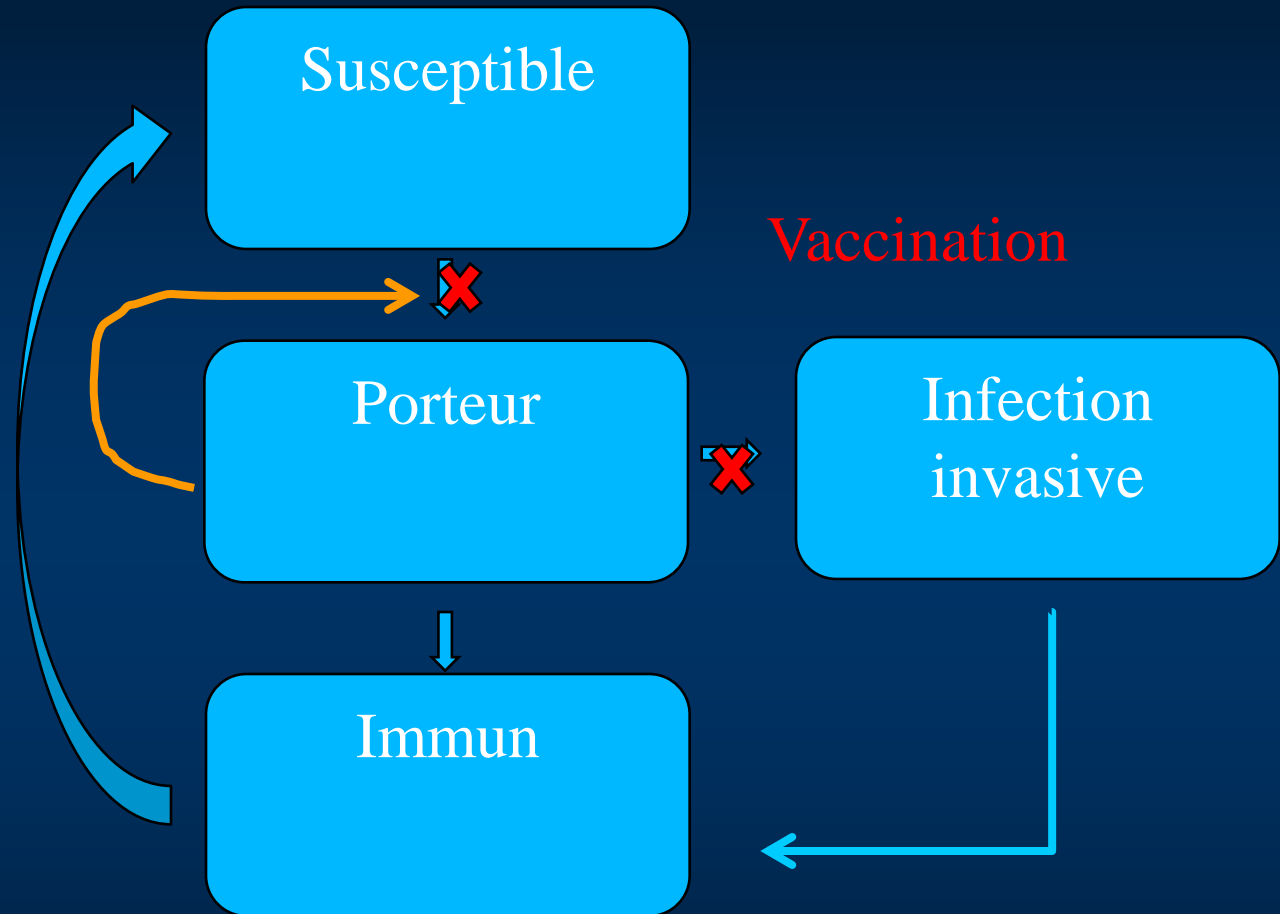 Susceptible
Vaccination
Porteur
Infection
invasive
Immun